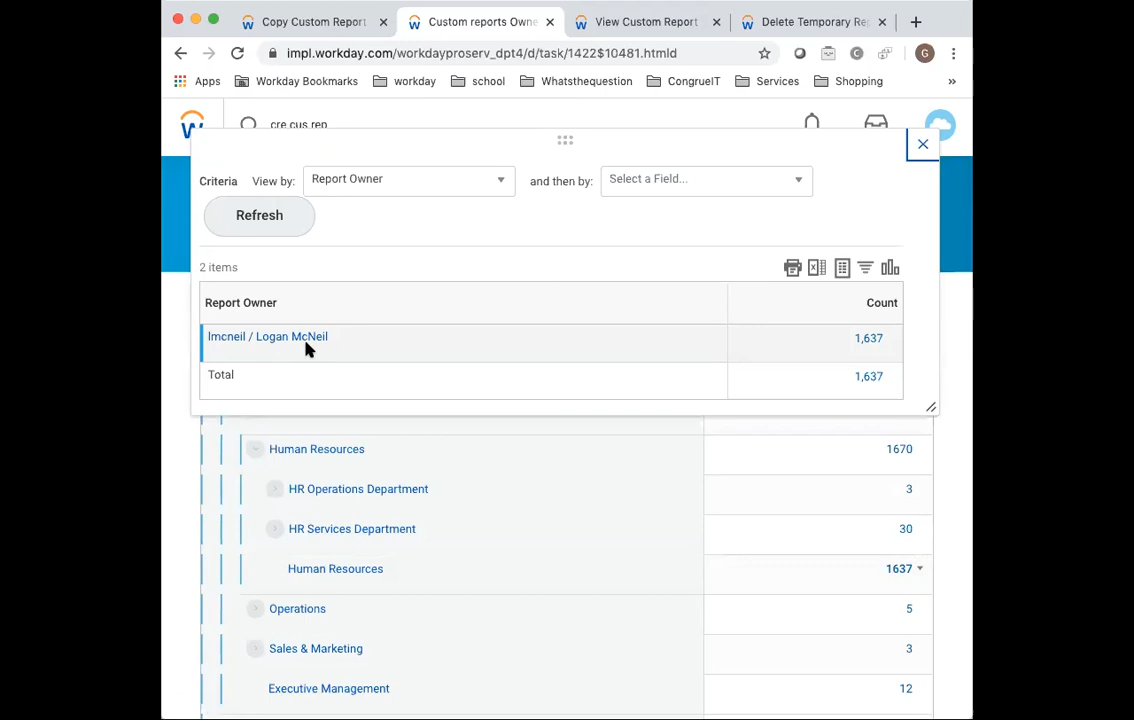 Copy Custom Report
Custom reports Owne
View Custom Report
Delete Temporary Re
impl.workday.com/workdayproserv_dpt4/d/task/1422$10481.htmld
G
Apps
Workday Bookmarks
workday
school
Whatsthequestion
CongrueIT
Services
Shopping
»
cre cus rep
Criteria View by: Report Owner and then by: Select a Field...
Refresh
2 items
Report Owner Count
lmcneil / Logan McNeil 1,637
Total 1,637
Human Resources 1670
HR Operations Department 3
HR Services Department 30
Human Resources 1637
Operations 5
Sales & Marketing 3
Executive Management 12